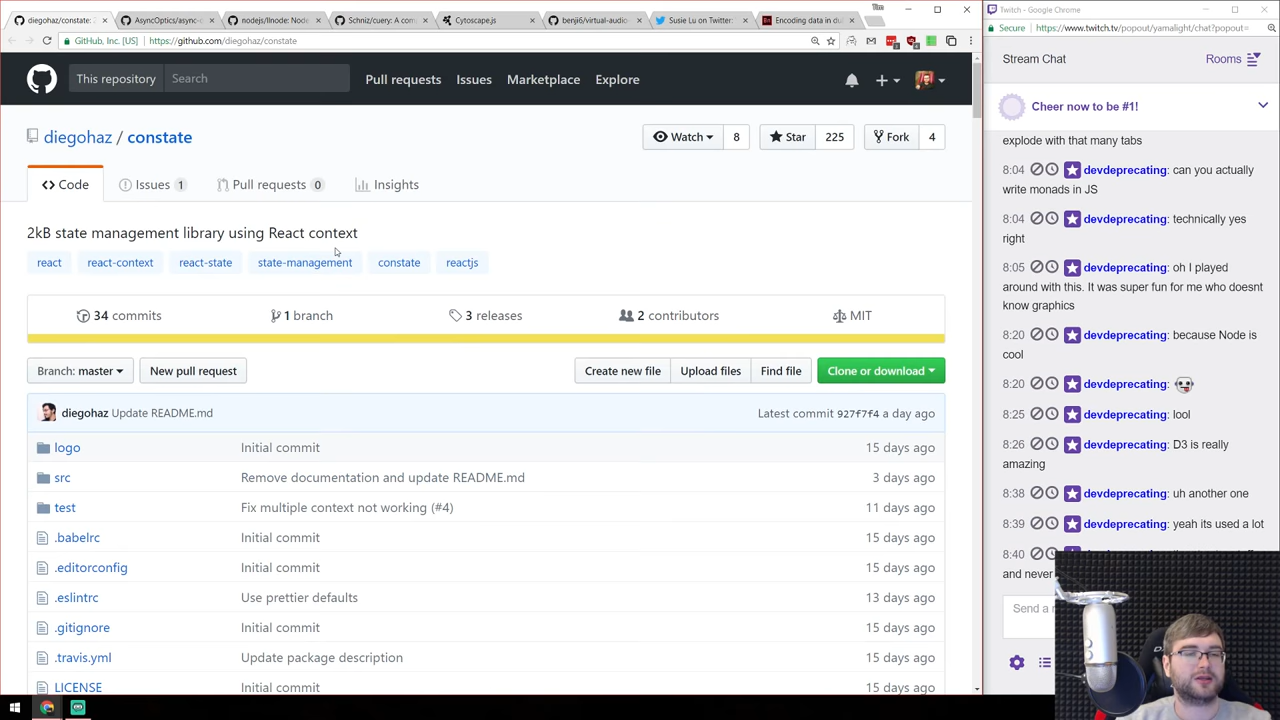 diegohaz/constate:
AsyncOptics/async-
nodejs/llnode: Node
Schniz/cuery: A com
Cytoscape.js
benji6/virtual-audio
Susie Lu on Twitter:
Encoding data in du
Tim
GitHub, Inc. [US]
https://github.com/diegohaz/constate
This repository
Search
Pull requests
Issues
Marketplace
Explore
diegohaz / constate
Watch
8
Star
225
Fork
4
Code
Issues 1
Pull requests 0
Insights
2kB state management library using React context
react
react-context
react-state
state-management
constate
reactjs
34 commits
1 branch
3 releases
2 contributors
MIT
Branch: master
New pull request
Create new file
Upload files
Find file
Clone or download
diegohaz Update README.md
Latest commit 927f7f4 a day ago
logo Initial commit 15 days ago
src Remove documentation and update README.md 3 days ago
test Fix multiple context not working (#4) 11 days ago
.babelrc Initial commit 15 days ago
.editorconfig Initial commit 15 days ago
.eslintrc Use prettier defaults 13 days ago
.gitignore Initial commit 15 days ago
.travis.yml Update package description 15 days ago
LICENSE Initial commit 15 days ago
Twitch - Google Chrome
Secure
https://www.twitch.tv/popout/yamalight/chat?popout=
Stream Chat
Rooms
Cheer now to be #1!
explode with that many tabs
8:04 devdeprecating: can you actually
write monads in JS
8:04 devdeprecating: technically yes
right
8:05 devdeprecating: oh I played
around with this. It was super fun for me who doesnt
know graphics
8:20 devdeprecating: because Node is
cool
8:20 devdeprecating:
8:25 devdeprecating: lool
8:26 devdeprecating: D3 is really
amazing
8:38 devdeprecating: uh another one
8:39 devdeprecating: yeah its used a lot
8:40
and never
Send a